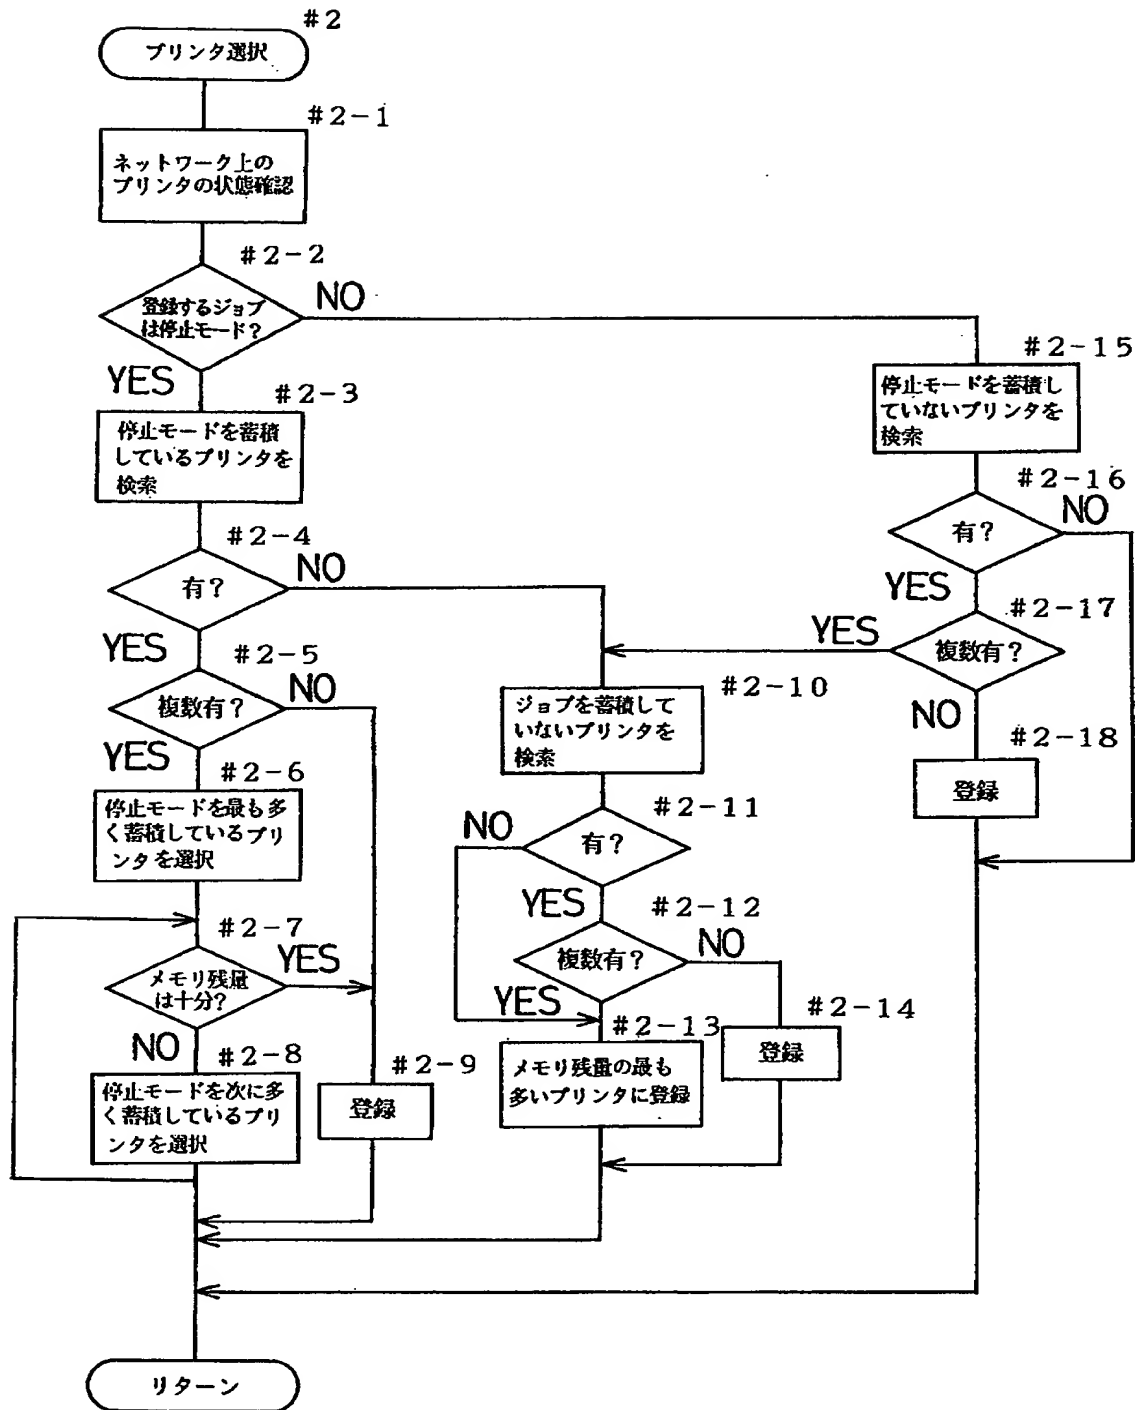 #2
プリンタ選択
#2-1
ネットワーク上の
プリンタの状態確認
#2-2
登録するジョブ
は停止モード?
NO
YES
#2-3
停止モードを蓄積
しているプリンタを
検索
#2-4
有?
NO
YES
#2-5
複数有?
NO
YES
#2-6
停止モードを最も多
く蓄積しているプリ
ンタを選択
#2-7
メモリ残量
は十分?
YES
NO
#2-8
停止モードを次に多
く蓄積しているプリ
ンタを選択
#2-9
登録
#2-10
ジョブを蓄積して
いないプリンタを
検索
#2-11
NO
有?
YES
#2-12
複数有?
NO
YES
#2-13
メモリ残量の最も
多いプリンタに登録
#2-14
登録
#2-15
停止モードを蓄積し
ていないプリンタを
検索
#2-16
有?
NO
YES
#2-17
YES
複数有?
NO
#2-18
登録
リターン